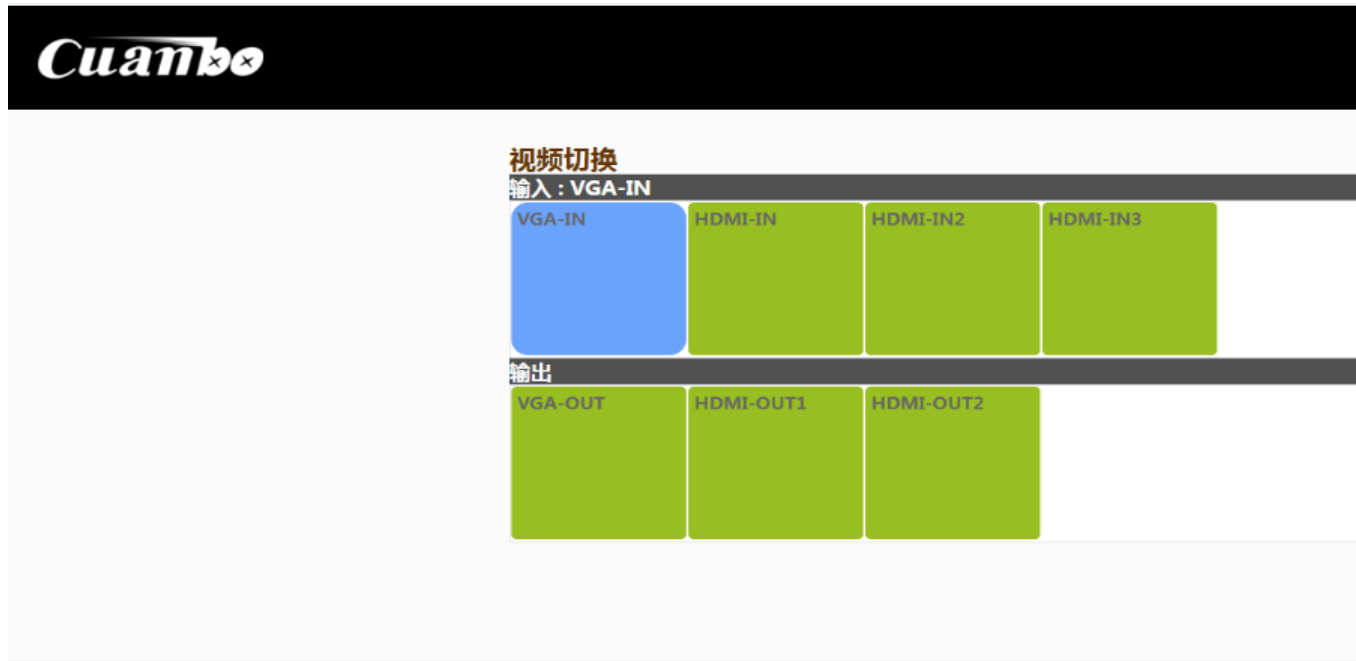 Cuanbo
视频切换
输入：VGA-IN
VGA-IN HDMI-IN HDMI-IN2 HDMI-IN3
输出
VGA-OUT HDMI-OUT1 HDMI-OUT2